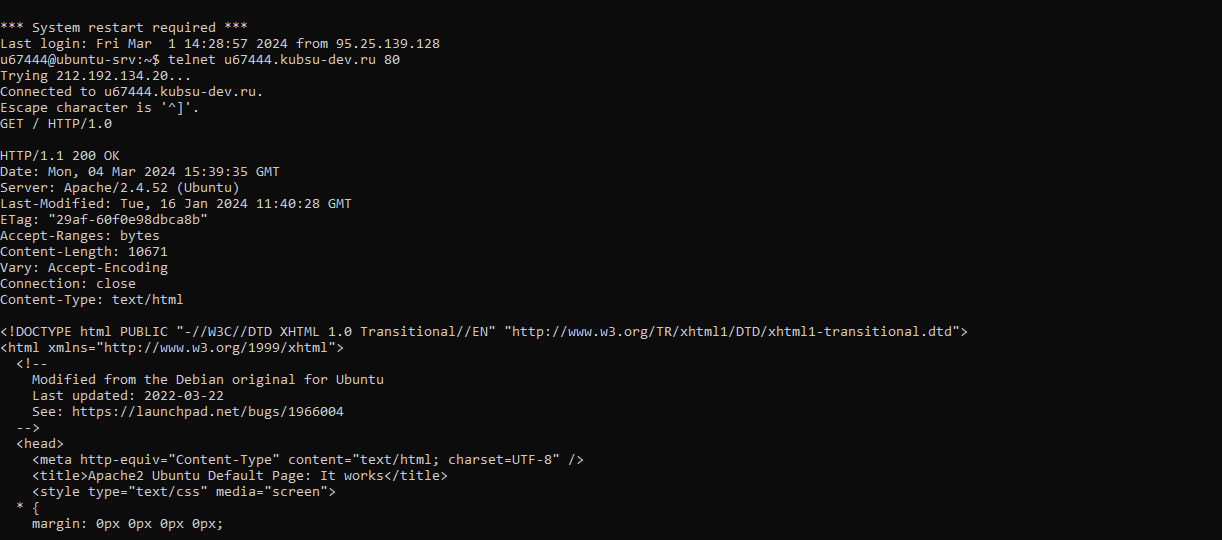 *** System restart required ***
Last login: Fri Mar  1 14:28:57 2024 from 95.25.139.128
u67444@ubuntu-srv:~$ telnet u67444.kubsu-dev.ru 80
Trying 212.192.134.20...
Connected to u67444.kubsu-dev.ru.
Escape character is '^]'.
GET / HTTP/1.0

HTTP/1.1 200 OK
Date: Mon, 04 Mar 2024 15:39:35 GMT
Server: Apache/2.4.52 (Ubuntu)
Last-Modified: Tue, 16 Jan 2024 11:40:28 GMT
ETag: "29af-60f0e98dbca8b"
Accept-Ranges: bytes
Content-Length: 10671
Vary: Accept-Encoding
Connection: close
Content-Type: text/html

<!DOCTYPE html PUBLIC "-//W3C//DTD XHTML 1.0 Transitional//EN" "http://www.w3.org/TR/xhtml1/DTD/xhtml1-transitional.dtd">
<html xmlns="http://www.w3.org/1999/xhtml">
  <!--
    Modified from the Debian original for Ubuntu
    Last updated: 2022-03-22
    See: https://launchpad.net/bugs/1966004
  -->
  <head>
    <meta http-equiv="Content-Type" content="text/html; charset=UTF-8" />
    <title>Apache2 Ubuntu Default Page: It works</title>
    <style type="text/css" media="screen">
  * {
    margin: 0px 0px 0px 0px;